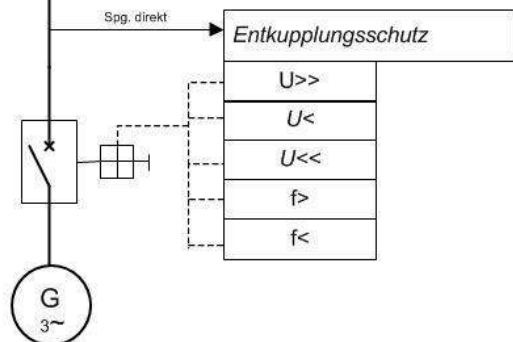 Spg. direkt
Entkupplungsschutz
U>>
U<
U<<
f>
f<
G
3~